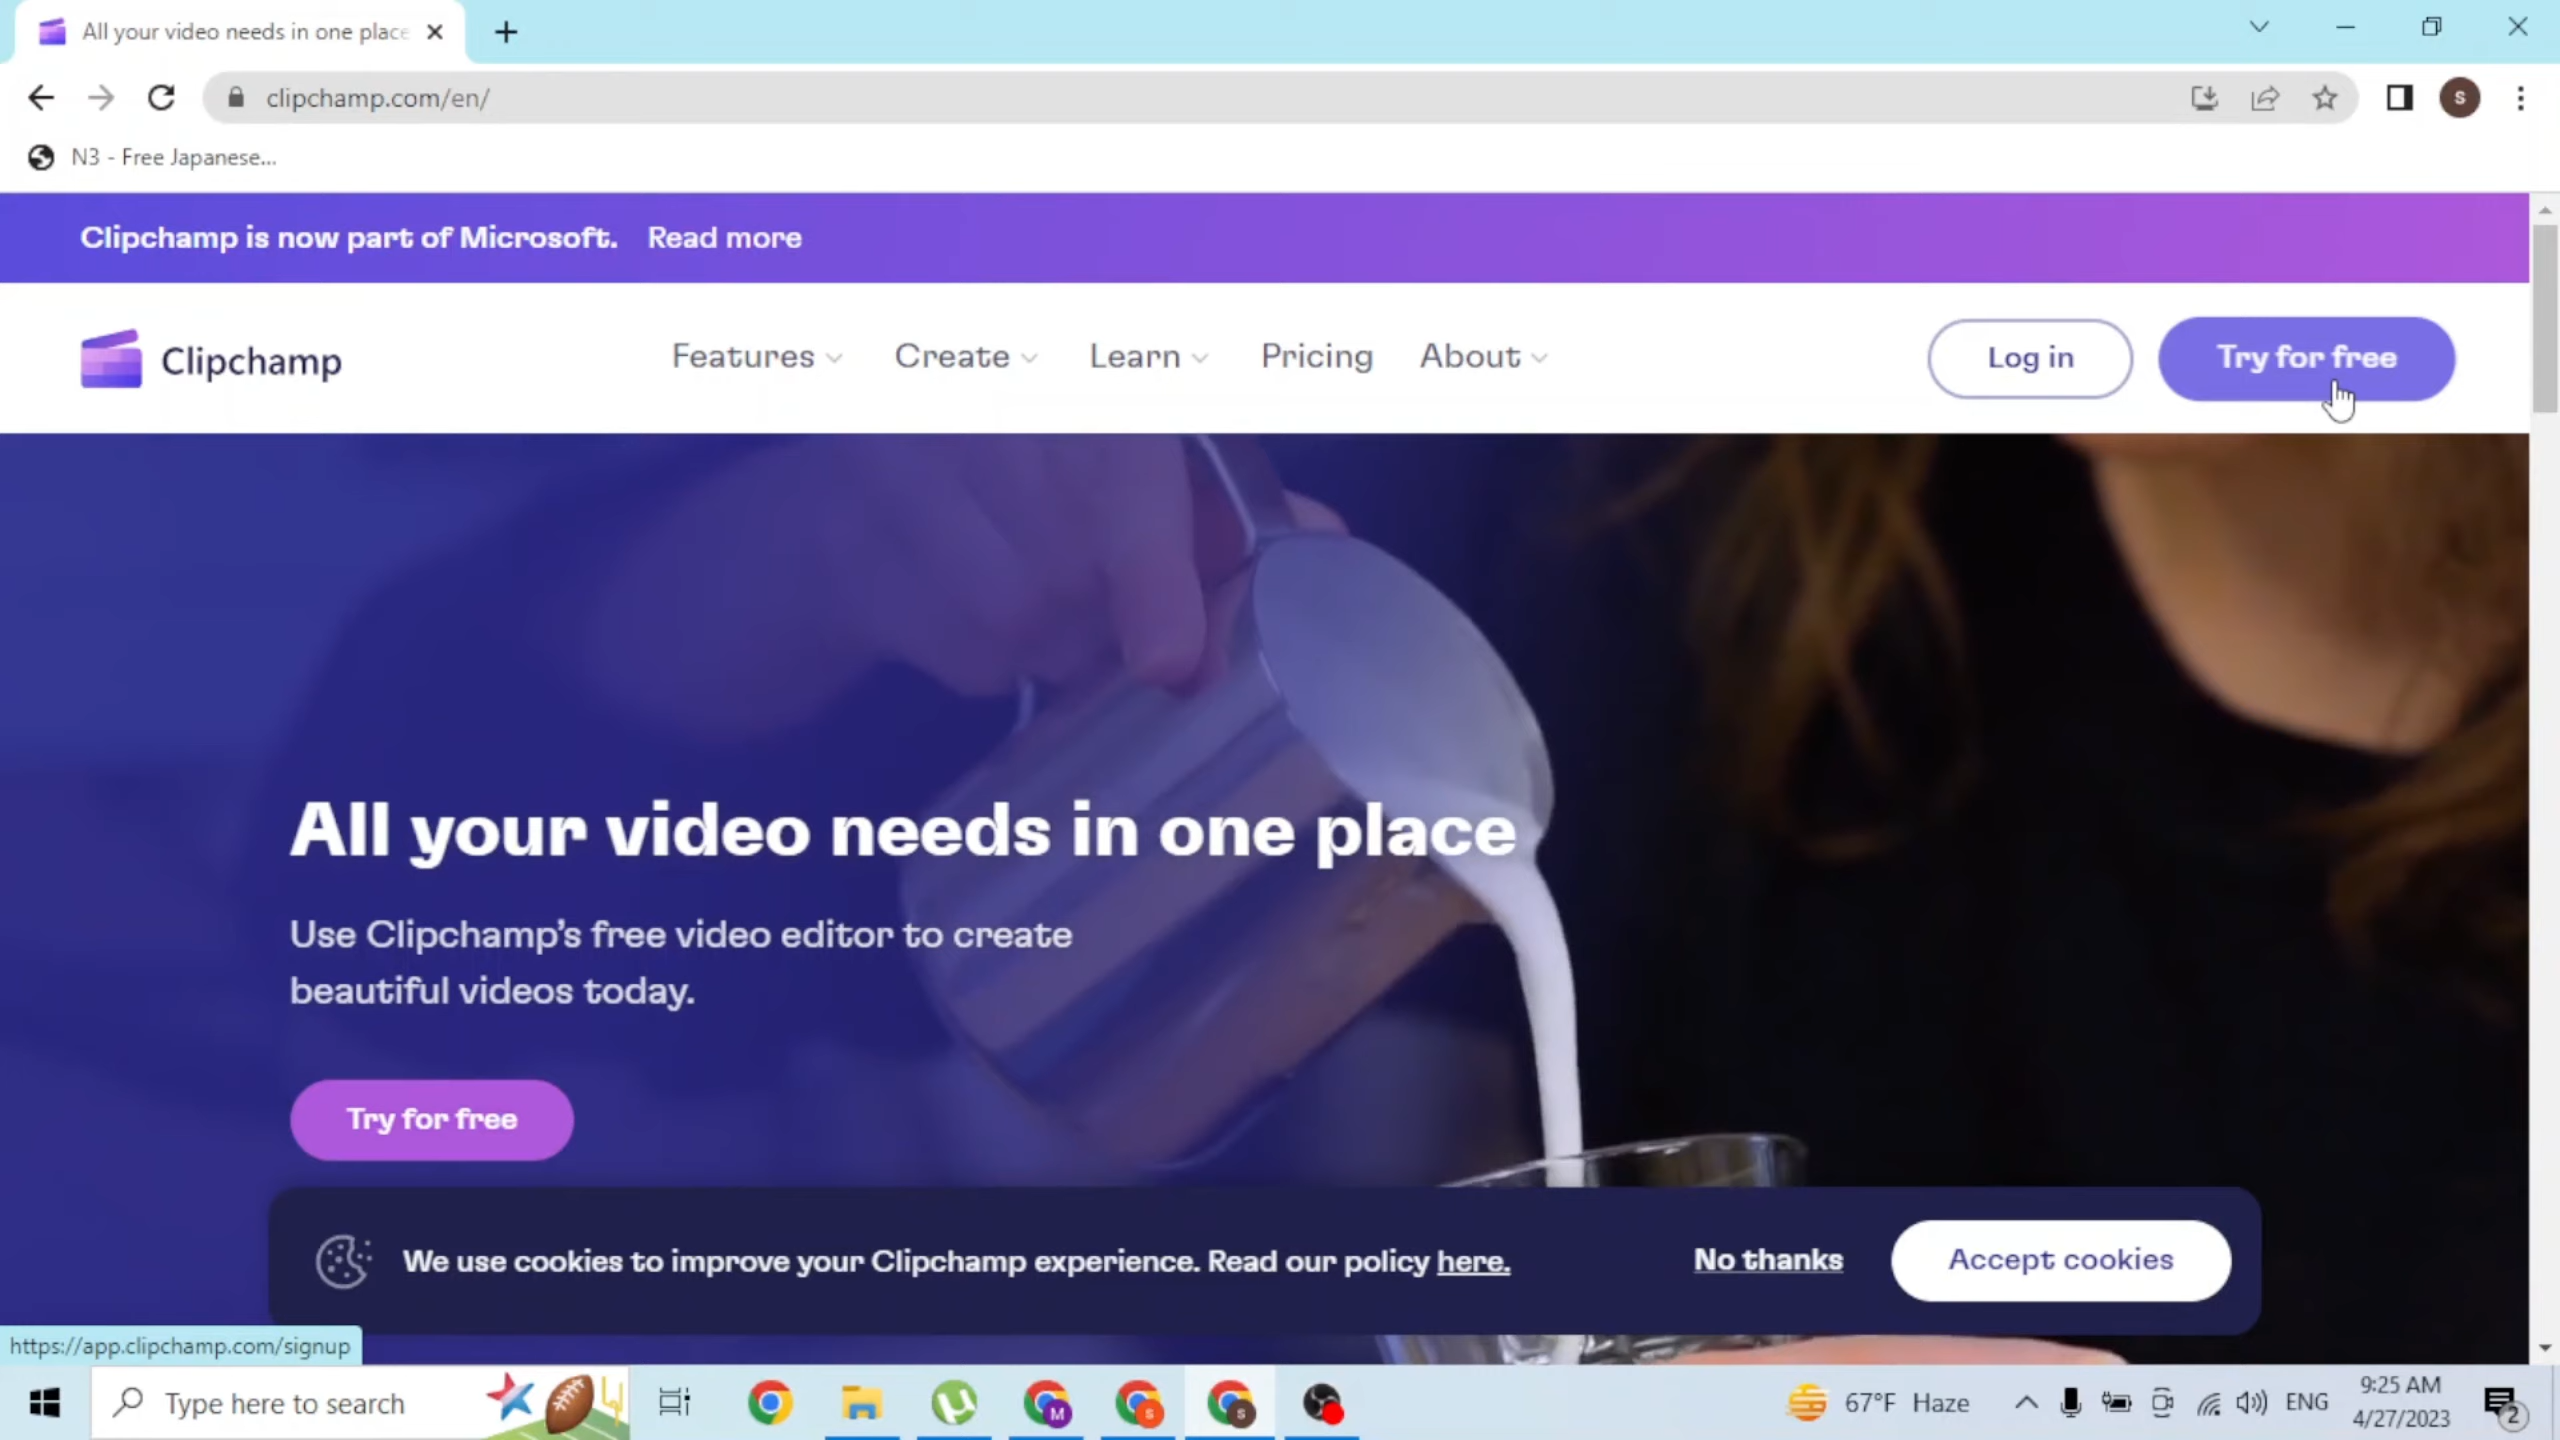 All your video needs in one place
clipchamp.com/en/
S
N3 - Free Japanese...
Clipchamp is now part of Microsoft. Read more
Clipchamp
Features
Create
Learn
Pricing
About
Log in
Try for free
All your video needs in one place
Use Clipchamp's free video editor to create
beautiful videos today.
Try for free
We use cookies to improve your Clipchamp experience. Read our policy here.
No thanks
Accept cookies
https://app.clipchamp.com/signup
Type here to search
M
S
S
67°F Haze
ENG
9:25 AM
4/27/2023
2